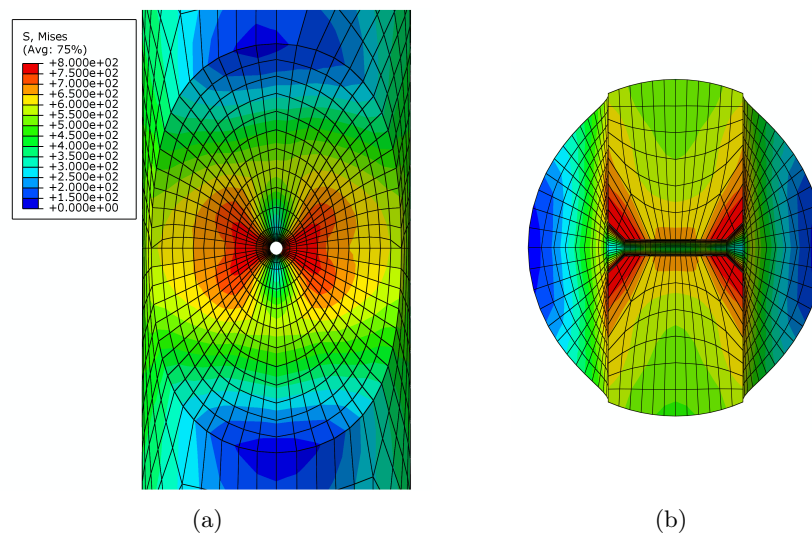 S, Mises
(Avg: 75%)
+8.000e+02
+7.500e+02
+7.000e+02
+6.500e+02
+6.000e+02
+5.500e+02
+5.000e+02
+4.500e+02
+4.000e+02
+3.500e+02
+3.000e+02
+2.500e+02
+2.000e+02
+1.500e+02
+0.000e+00
(a)
(b)